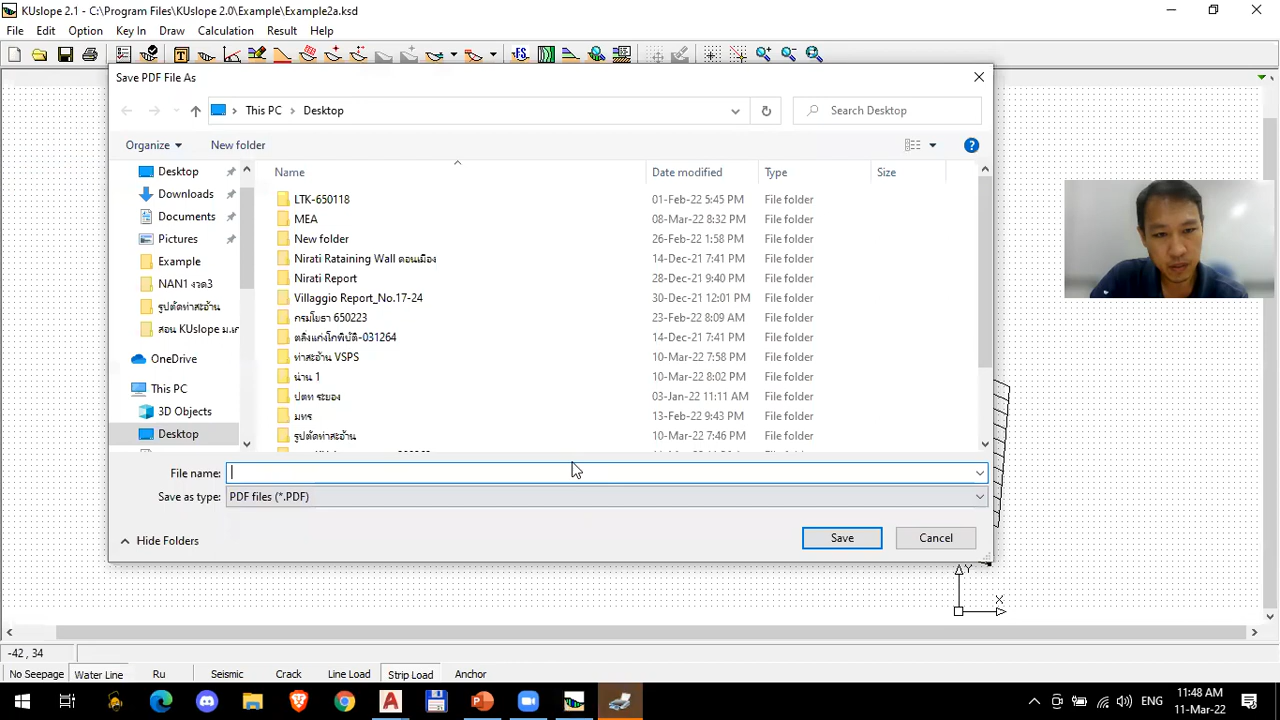 KUslope 2.1 - C:\Program Files\KUslope 2.0\Example\Example2a.ksd
File Edit Option Key In Draw Calculation Result Help
Save PDF File As
This PC > Desktop
Search Desktop
Organize New folder
Name Date modified Type Size
Desktop
Downloads
Documents
Pictures
Example
NAN1 งวด3
รูปตัดท่าสะอ้าน
สอน KUslope ม.เก
OneDrive
This PC
3D Objects
Desktop
LTK-650118 01-Feb-22 5:45 PM File folder
MEA 08-Mar-22 8:32 PM File folder
New folder 26-Feb-22 1:58 PM File folder
Nirati Rataining Wall ดอนเมือง 14-Dec-21 7:41 PM File folder
Nirati Report 28-Dec-21 9:40 PM File folder
Villaggio Report_No.17-24 30-Dec-21 12:01 PM File folder
กรมโยธา 650223 23-Feb-22 8:09 AM File folder
ตลิ่งแก่งโกพิบัติ-031264 14-Dec-21 7:41 PM File folder
ท่าสะอ้าน VSPS 10-Mar-22 7:58 PM File folder
น่าน 1 10-Mar-22 8:02 PM File folder
ปตท ระยอง 03-Jan-22 11:11 AM File folder
มทร 13-Feb-22 9:43 PM File folder
รูปตัดท่าสะอ้าน 10-Mar-22 7:46 PM File folder
File name:
Save as type: PDF files (*.PDF)
Hide Folders
Save Cancel
Y
X
-42 , 34
No Seepage Water Line Ru Seismic Crack Line Load Strip Load Anchor
ENG
11:48 AM
11-Mar-22